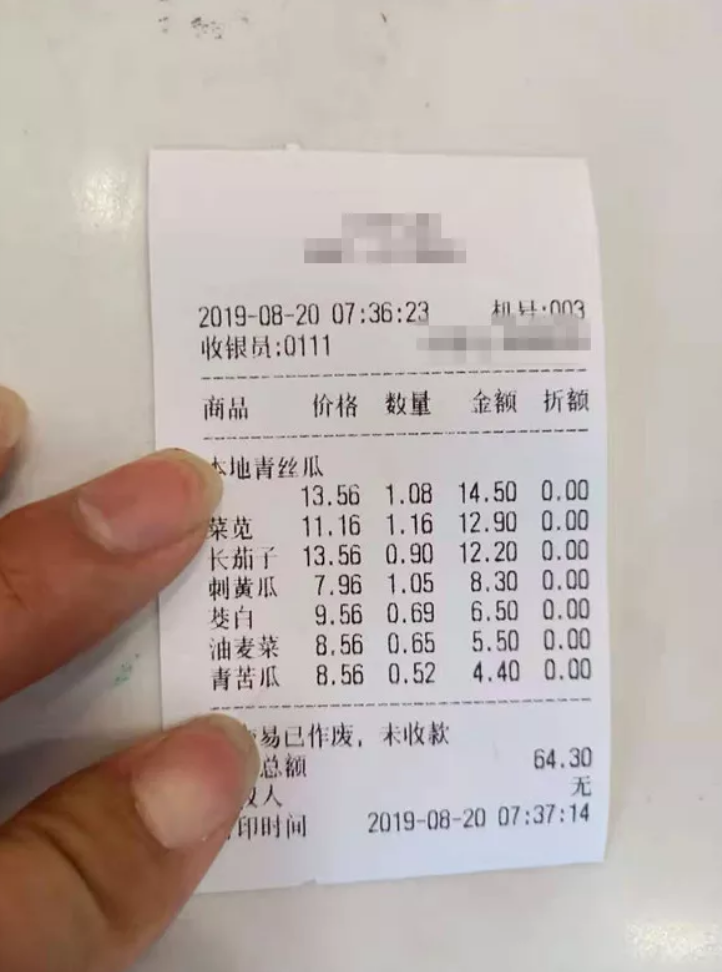 2019-08-20 07:36:23 机号:003
收银员:0111
商品 价格 数量 金额 折额
本地青丝瓜
13.56 1.08 14.50 0.00
菜苋 11.16 1.16 12.90 0.00
长茄子 13.56 0.90 12.20 0.00
刺黄瓜 7.96 1.05 8.30 0.00
茭白 9.56 0.69 6.50 0.00
油麦菜 8.56 0.65 5.50 0.00
青苦瓜 8.56 0.52 4.40 0.00
易已作废, 未收款
总额 64.30
权人 无
印时间 2019-08-20 07:37:14